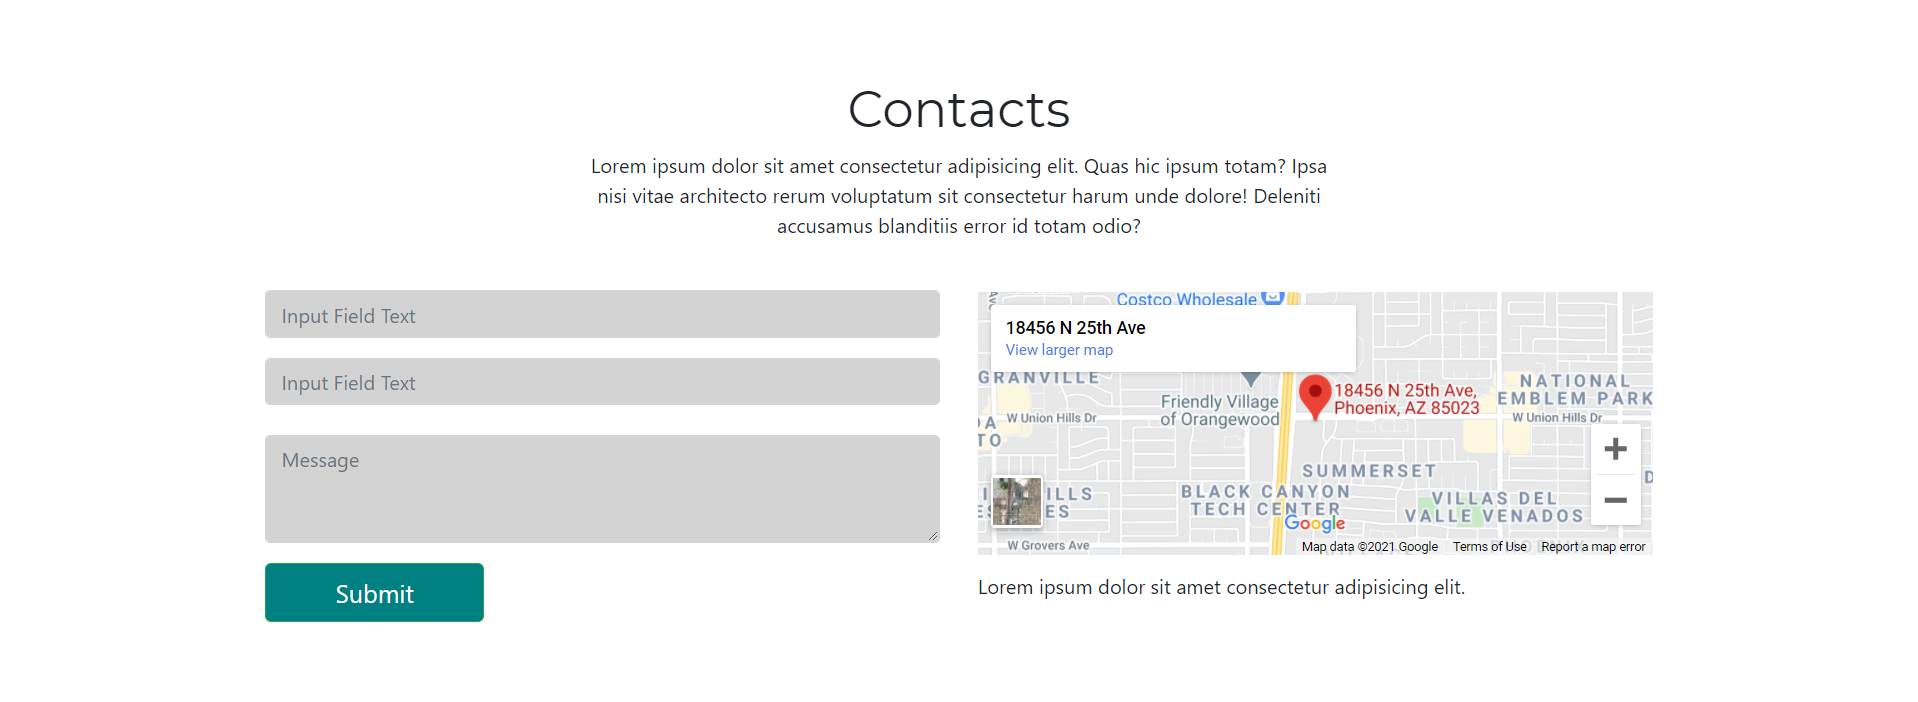 Contacts
Lorem ipsum dolor sit amet consectetur adipisicing elit. Quas hic ipsum totam? Ipsa
nisi vitae architecto rerum voluptatum sit consectetur harum unde dolore! Deleniti
accusamus blanditiis error id totam odio?
Input Field Text
Input Field Text
Message
Submit
Costco Wholesale
18456 N 25th Ave
View larger map
GRANVILLE
Friendly Village
of Orangewood
W Union Hills Dr
18456 N 25th Ave,
Phoenix, AZ 85023
NATIONAL
EMBLEM PARK
W Union Hills Dr
SUMMERSET
BLACK CANYON
TECH CENTER
VILLAS DEL
VALLE VENADOS
Google
W Grovers Ave
Map data ©2021 Google
Terms of Use
Report a map error
Lorem ipsum dolor sit amet consectetur adipisicing elit.